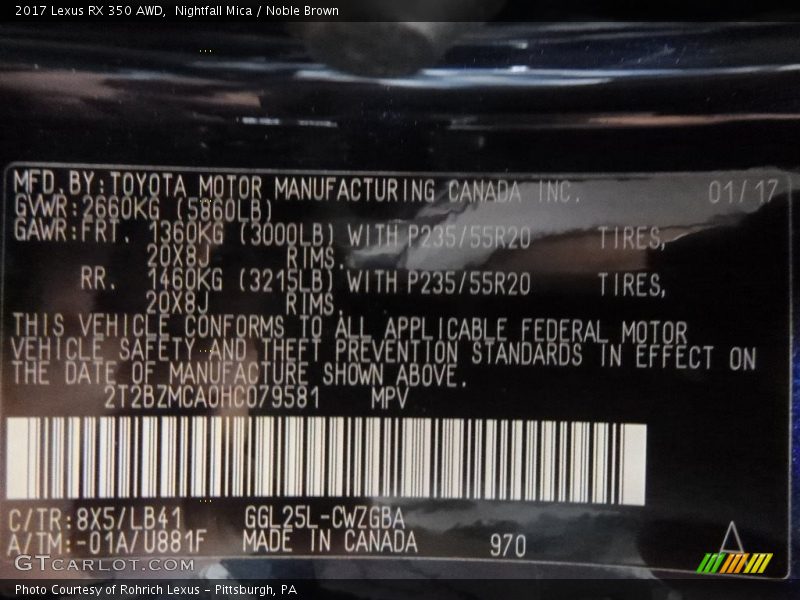 2017 Lexus RX 350 AWD,  Nightfall Mica / Noble Brown
MFD.BY:TOYOTA MOTOR MANUFACTURING CANADA INC. 01/17
GVWR:2660KG (5860LB)
GAWR:FRT. 1360KG (3000LB) WITH P235/55R20 TIRES,
20X8J RIMS.
RR. 1460KG (3215LB) WITH P235/55R20 TIRES,
20X8J RIMS.
THIS VEHICLE CONFORMS TO ALL APPLICABLE FEDERAL MOTOR
VEHICLE SAFETY AND THEFT PREVENTION STANDARDS IN EFFECT ON
THE DATE OF MANUFACTURE SHOWN ABOVE.
2T2BZMCA0HC079581 MPV
C/TR:8X5/LB41 GGL25L-CWZGBA
A/TM:-01A/U881F MADE IN CANADA 970
GTCARLOT.COM
Photo Courtesy of Rohrich Lexus – Pittsburgh, PA